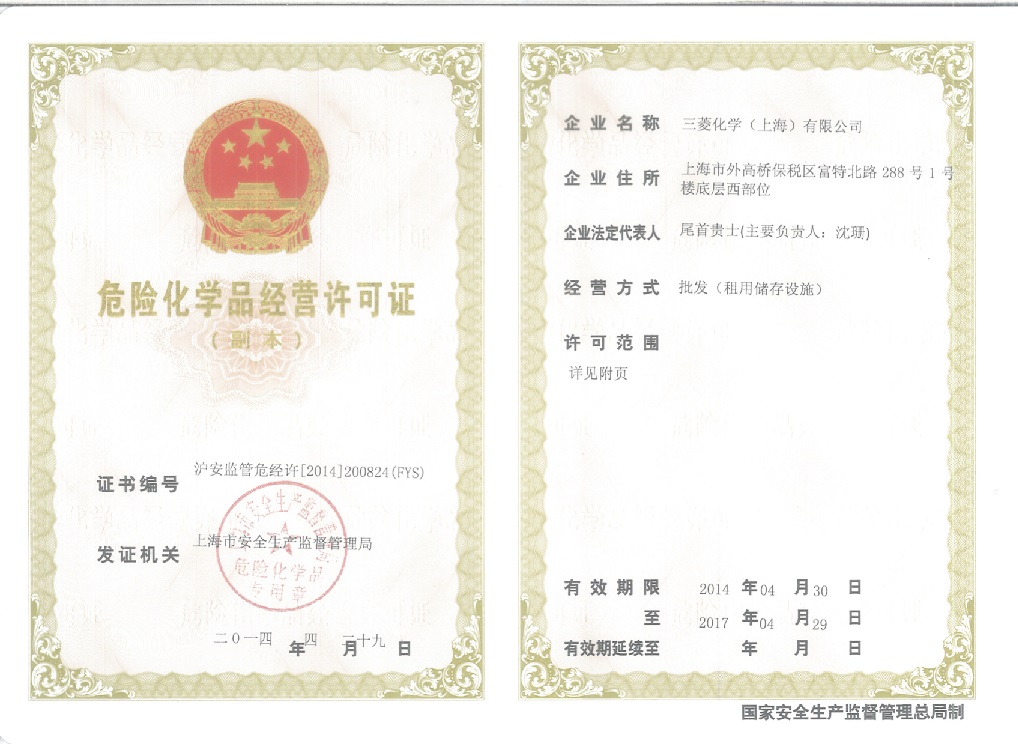 危险化学品经营许可证
（副本）
证书编号 沪安监管危经许[2014]200824(FYS)
发证机关 上海市安全生产监督管理局
上海市安全生产监督管理局
危险化学品
专用章
二0一四 年 四 月 二十九 日
企业名称 三菱化学（上海）有限公司
企业住所 上海市外高桥保税区富特北路 288 号 1 号
楼底层西部位
企业法定代表人 尾首贵士(主要负责人：沈珊)
经营方式 批发（租用储存设施）
许可范围
详见附页
有效期限 2014 年 04 月 30 日
至 2017 年 04 月 29 日
有效期延续至 年 月 日
国家安全生产监督管理总局制